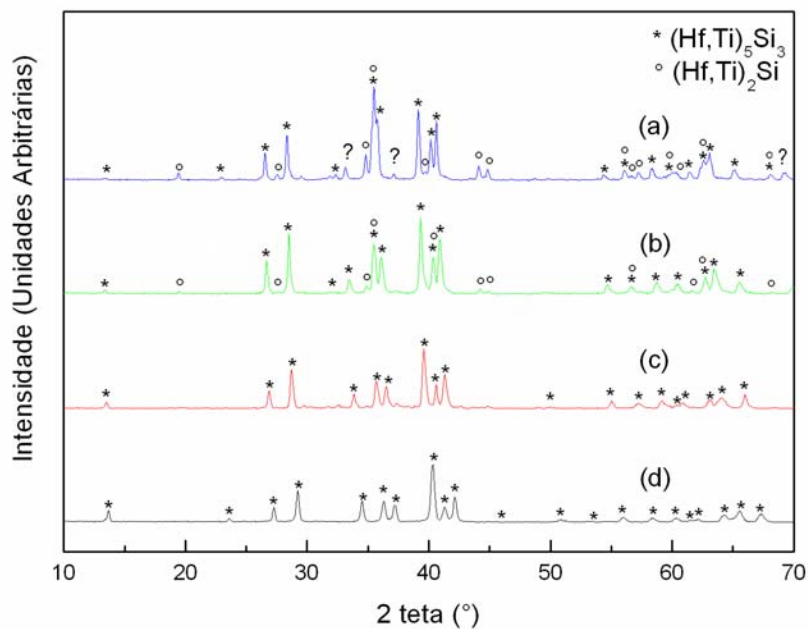 Intensidade (Unidades Arbitrárias)
* (Hf,Ti)5Si3
° (Hf,Ti)2Si
(a)
? ? ?
(b)
(c)
(d)
10 20 30 40 50 60 70
2 teta (°)